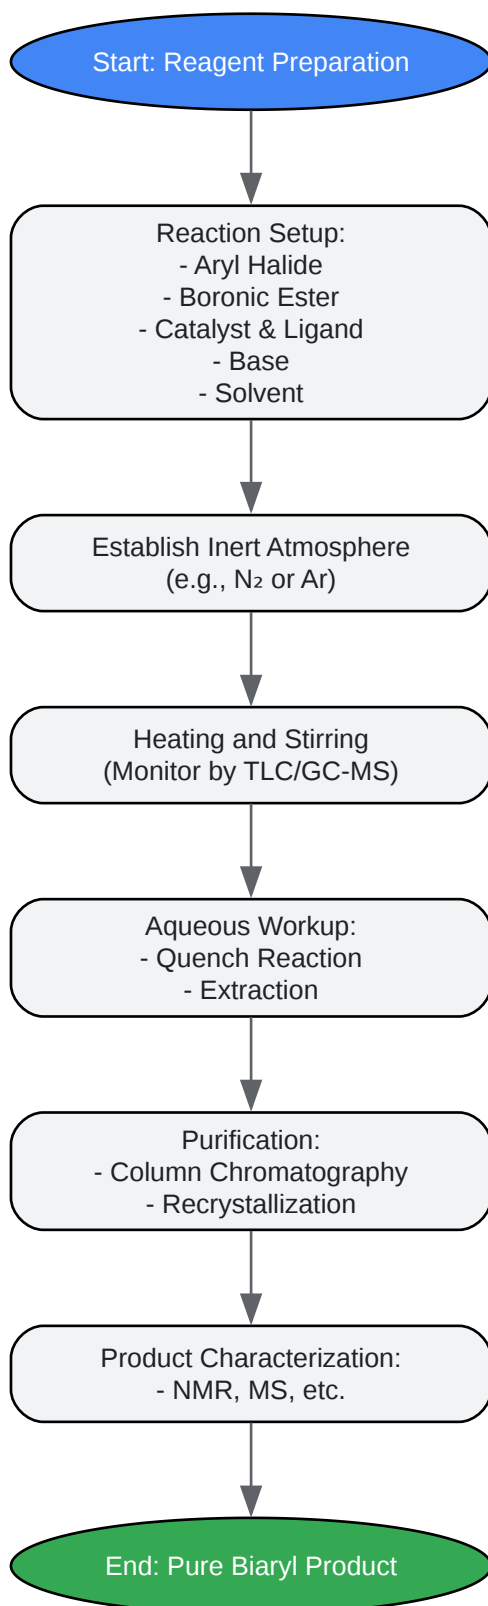 Start: Reagent Preparation
Reaction Setup:
- Aryl Halide
- Boronic Ester
- Catalyst & Ligand
- Base
- Solvent
Establish Inert Atmosphere
(e.g., N₂ or Ar)
Heating and Stirring
(Monitor by TLC/GC-MS)
Aqueous Workup:
- Quench Reaction
- Extraction
Purification:
- Column Chromatography
- Recrystallization
Product Characterization:
- NMR, MS, etc.
End: Pure Biaryl Product